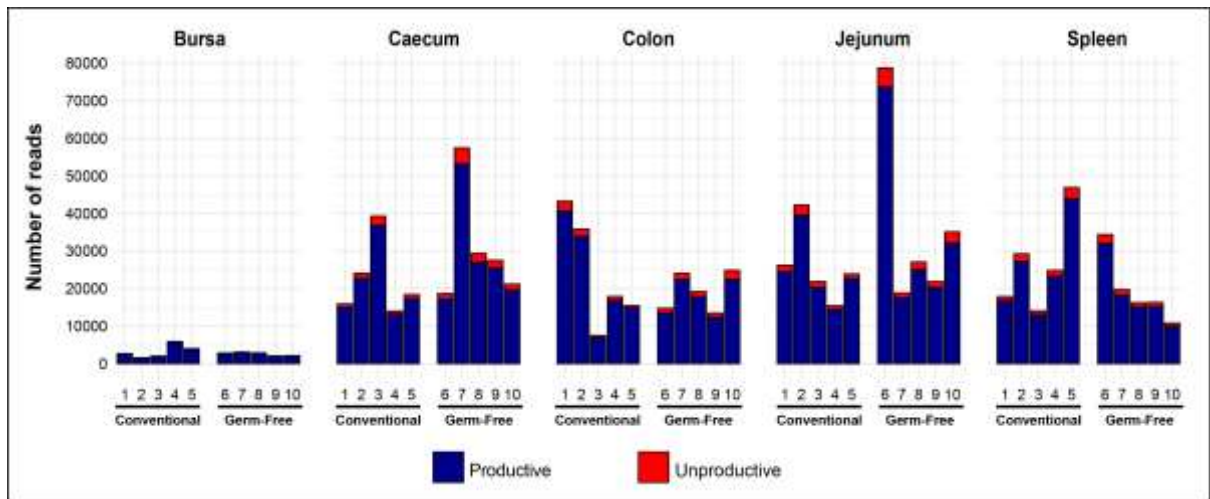 Bursa Caecum Colon Jejunum Spleen
Number of reads
80000
70000
60000
50000
40000
30000
20000
10000
0
1 2 3 4 5 6 7 8 9 10 1 2 3 4 5 6 7 8 9 10 1 2 3 4 5 6 7 8 9 10 1 2 3 4 5 6 7 8 9 10 1 2 3 4 5 6 7 8 9 10
Conventional Germ-Free Conventional Germ-Free Conventional Germ-Free Conventional Germ-Free Conventional Germ-Free
Productive Unproductive